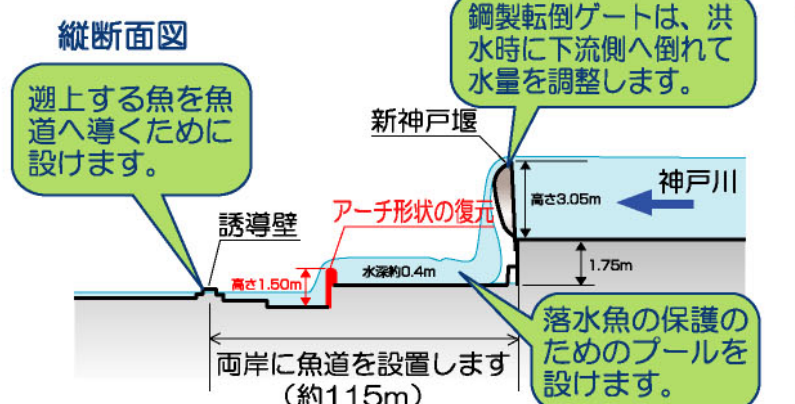 縦断面図
鋼製転倒ゲートは、洪
水時に下流側へ倒れて
水量を調整します。
遡上する魚を魚
道へ導くために
設けます。
新神戸堰
神戸川
高さ3.05m
アーチ形状の復元
誘導壁
高さ1.50m
水深約0.4m
1.75m
落水魚の保護の
ためのプールを
設けます。
両岸に魚道を設置します
(約115m)